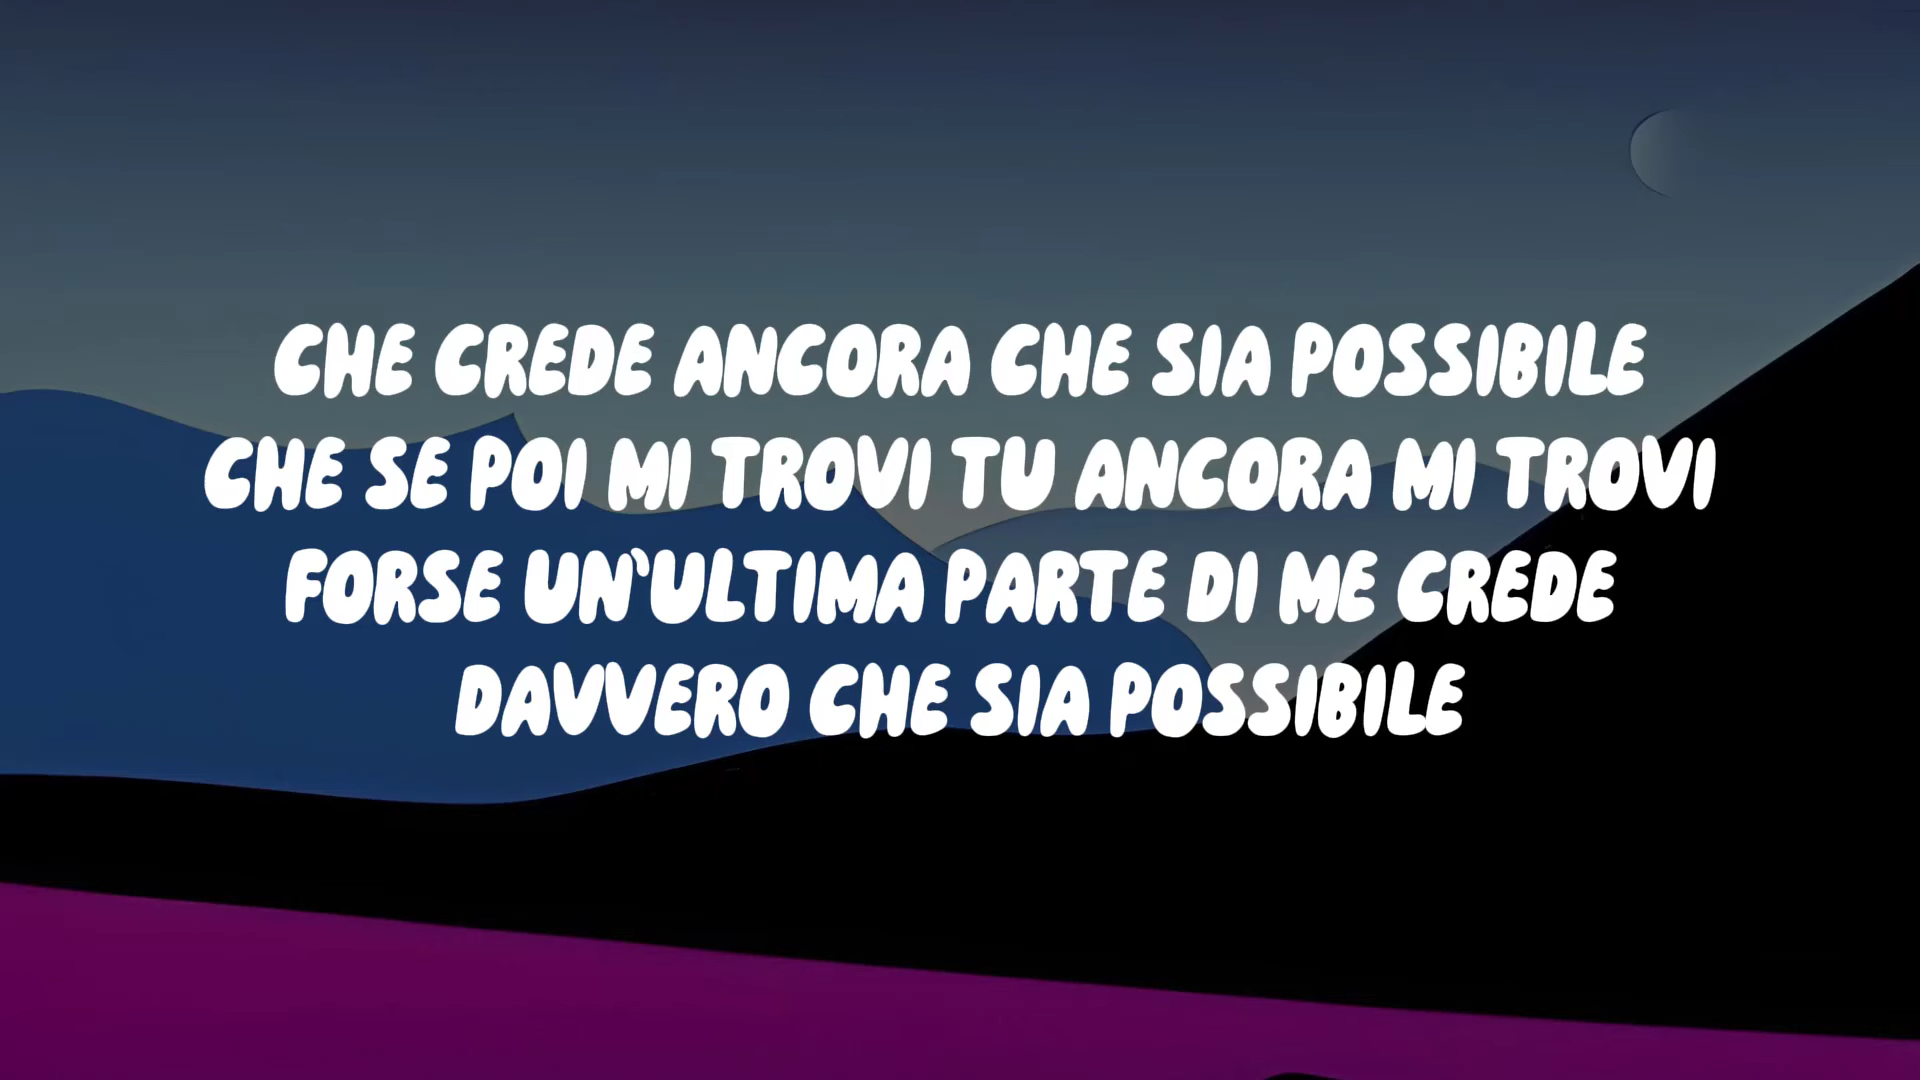 CHE CREDE ANCORA CHE SIA POSSIBILE
CHE SE POI MI TROVI TU ANCORA MI TROVI
FORSE UN'ULTIMA PARTE DI ME CREDE
DAVVERO CHE SIA POSSIBILE